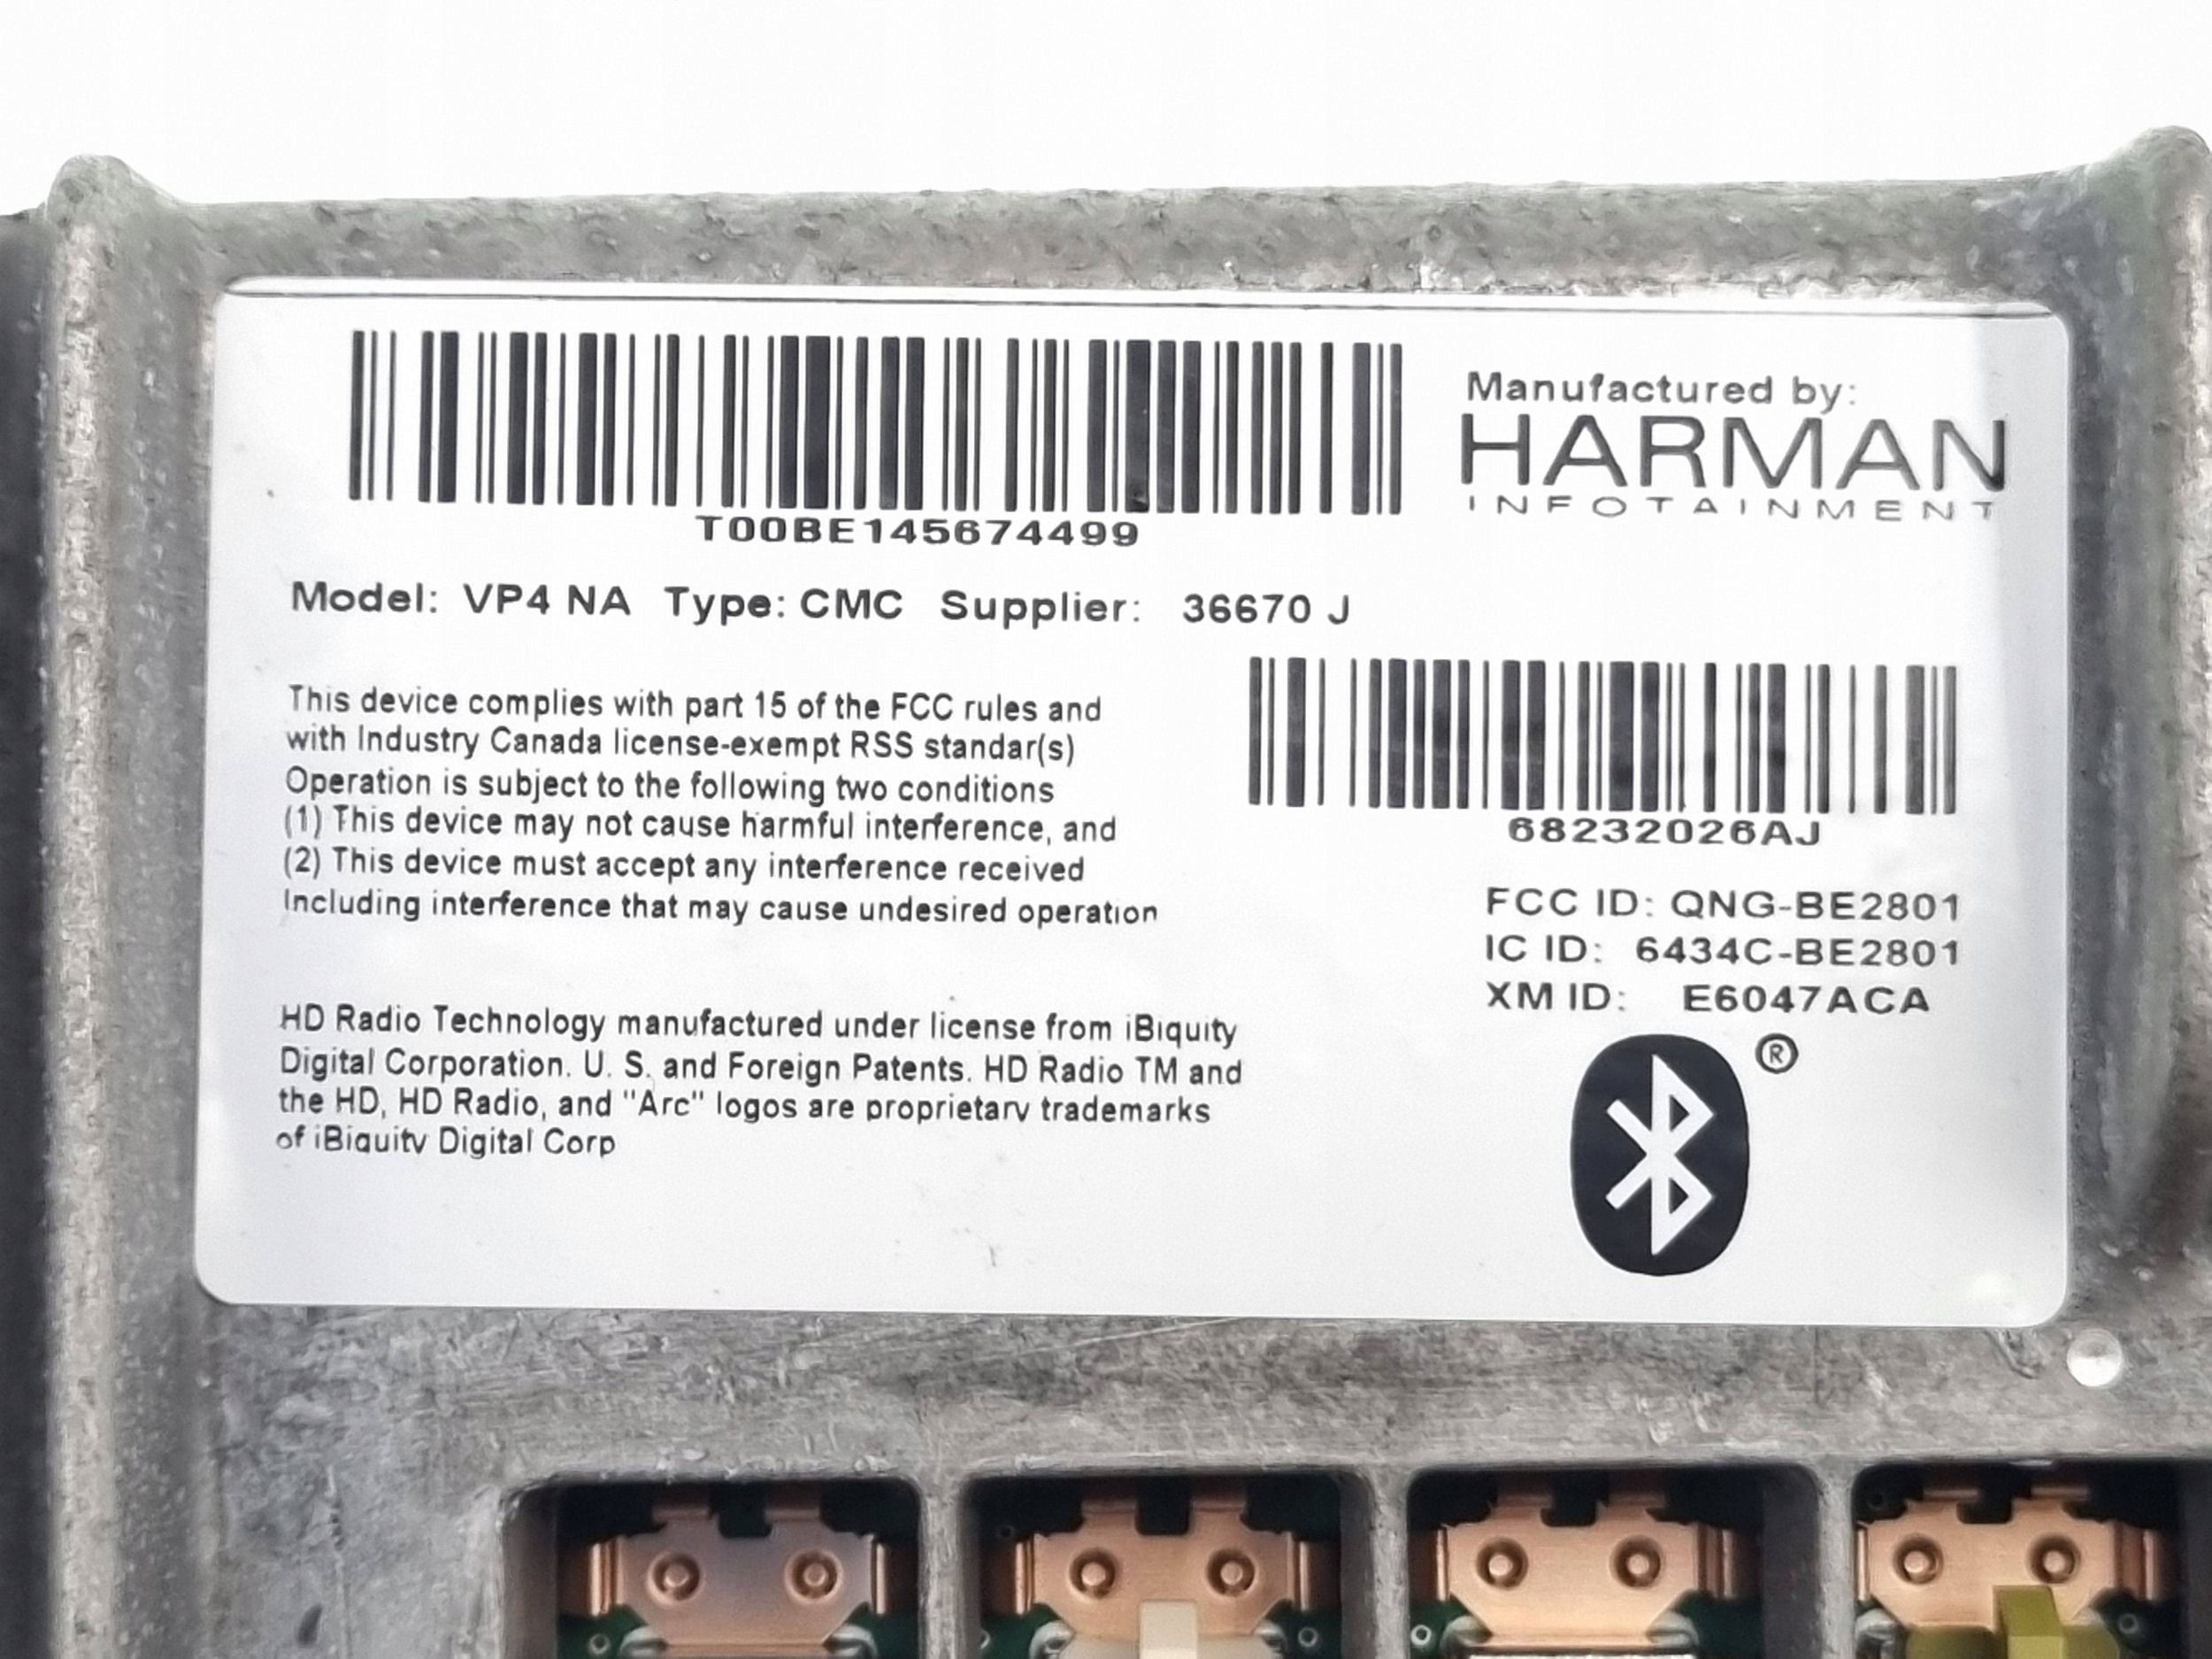 Manufactured by:
HARMAN
INFOTAINMENT
T00BE145674499
Model: VP4 NA Type: CMC Supplier: 36670 J
This device complies with part 15 of the FCC rules and
with Industry Canada license-exempt RSS standar(s)
Operation is subject to the following two conditions
(1) This device may not cause harmful interference, and
(2) This device must accept any interference received
Including interference that may cause undesired operation
68232026AJ
FCC ID: QNG-BE2801
IC ID: 6434C-BE2801
XM ID: E6047ACA
®
HD Radio Technology manufactured under license from iBiquity
Digital Corporation. U. S. and Foreign Patents. HD Radio TM and
the HD, HD Radio, and "Arc" logos are proprietary trademarks
of iBiquity Digital Corp